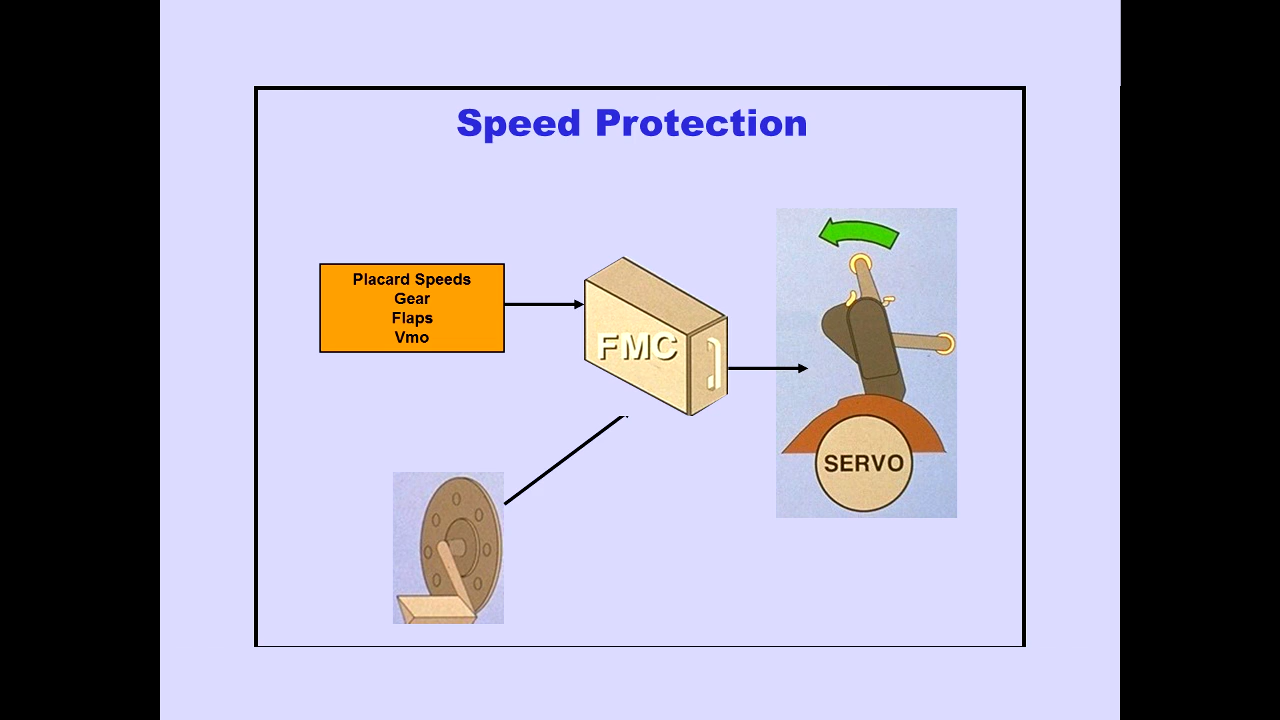 Speed Protection
Placard Speeds
Gear
Flaps
Vmo
FMC
SERVO